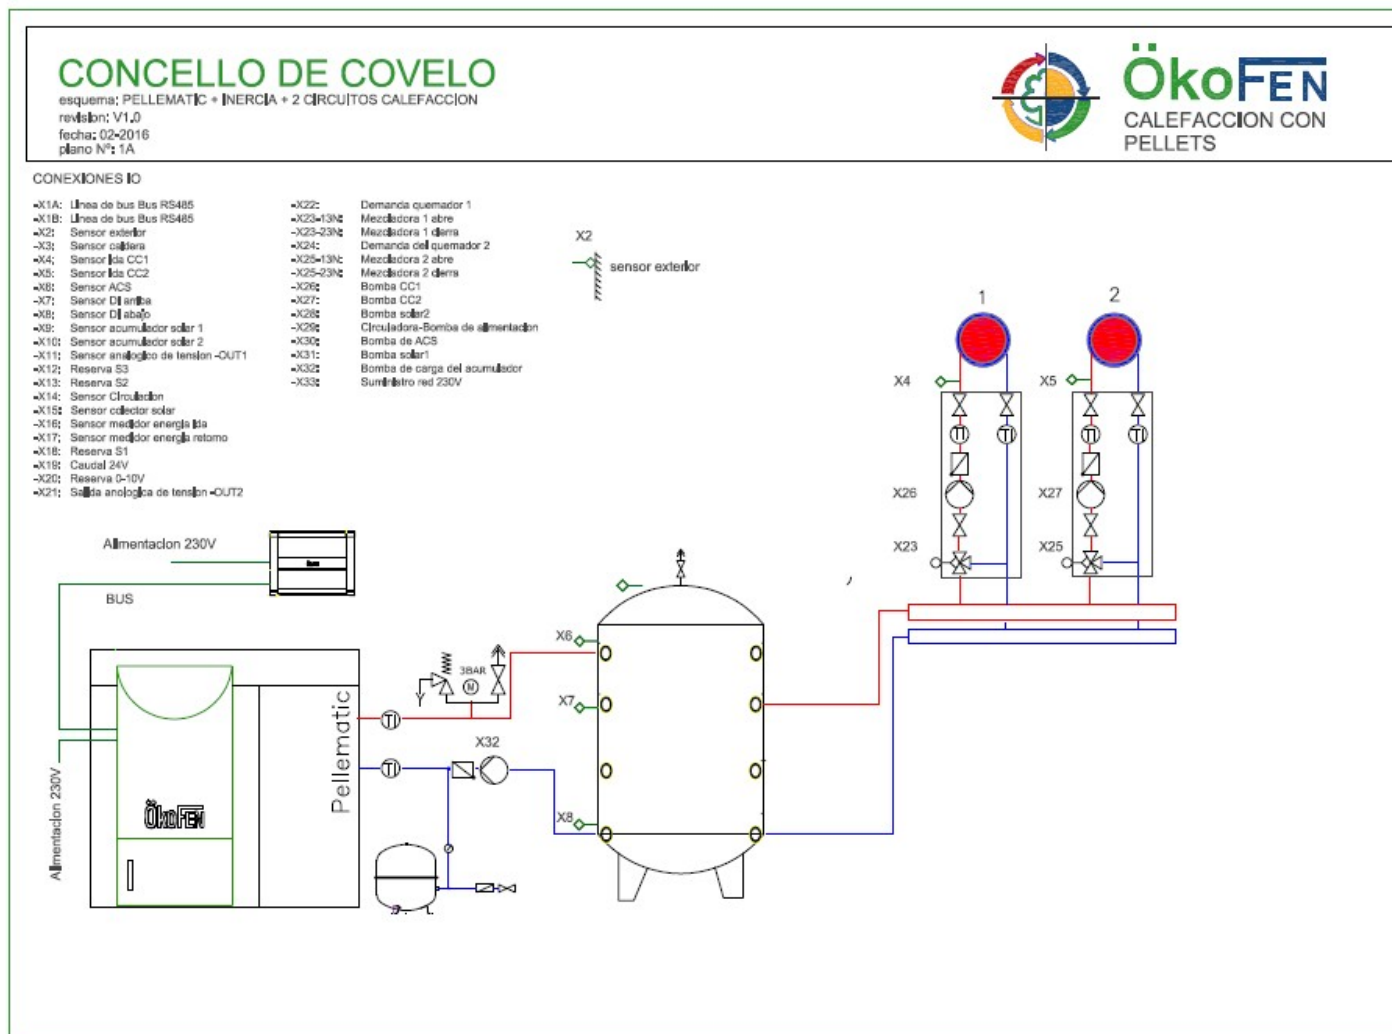 CONCELLO DE COVELO
esquema: PELLEMATIC + INERCIA + 2 CIRCUITOS CALEFACCION
revision: V1.0
fecha: 02-2016
plano Nº: 1A
ÖkoFEN
CALEFACCION CON
PELLETS
CONEXIONES IO
-X1A: Linea de bus Bus RS485
-X1B: Linea de bus Bus RS485
-X2: Sensor exterior
-X3: Sensor caldera
-X4: Sensor ida CC1
-X5: Sensor ida CC2
-X6: Sensor ACS
-X7: Sensor DI arriba
-X8: Sensor DI abajo
-X9: Sensor acumulador solar 1
-X10: Sensor acumulador solar 2
-X11: Sensor analogico de tension -OUT1
-X12: Reserva S3
-X13: Reserva S2
-X14: Sensor Circulacion
-X15: Sensor colector solar
-X16: Sensor medidor energia ida
-X17: Sensor medidor energia retorno
-X18: Reserva S1
-X19: Caudal 24V
-X20: Reserva 0-10V
-X21: Salida anologica de tension -OUT2
-X22: Demanda quemador 1
-X23-13N: Mezcladora 1 abre
-X23-23N: Mezcladora 1 cierra
-X24: Demanda del quemador 2
-X25-13N: Mezcladora 2 abre
-X25-23N: Mezcladora 2 cierra
-X26: Bomba CC1
-X27: Bomba CC2
-X28: Bomba solar2
-X29: Circuladora-Bomba de alimentacion
-X30: Bomba de ACS
-X31: Bomba solar1
-X32: Bomba de carga del acumulador
-X33: Suministro red 230V
X2
sensor exterior
1
2
X4
X5
TI
TI
TI
TI
X26
X27
X23
X25
Alimentacion 230V
BUS
X6
3BAR
M
X7
Pellematic
TI
X32
TI
X8
ÖkoFEN
Alimentacion 230V